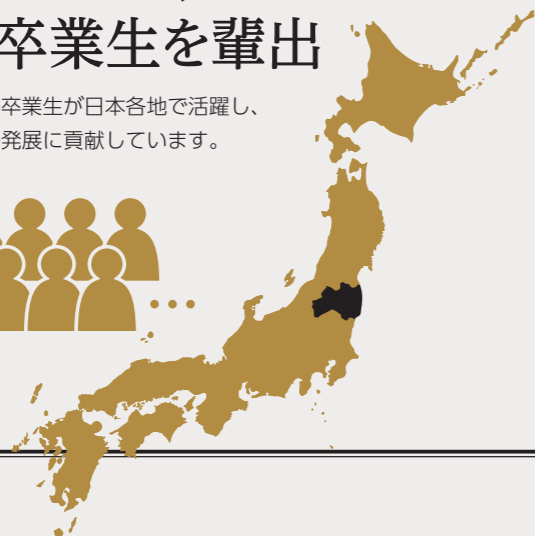 卒業生を輩出
卒業生が日本各地で活躍し、
発展に貢献しています。